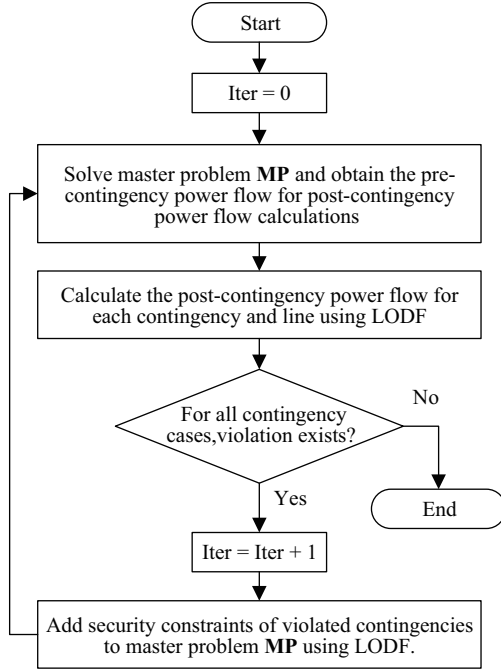 Start
Iter = 0
Solve master problem MP and obtain the pre-
contingency power flow for post-contingency
power flow calculations
Calculate the post-contingency power flow for
each contingency and line using LODF
For all contingency
cases,violation exists?
No
Yes
End
Iter = Iter + 1
Add security constraints of violated contingencies
to master problem MP using LODF.